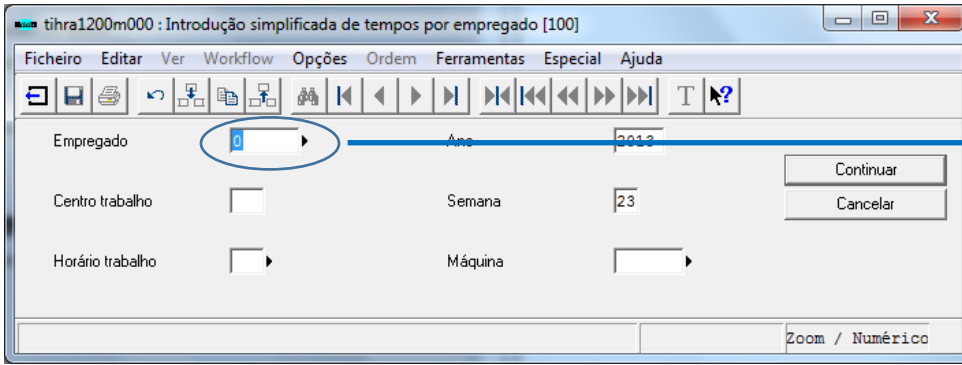 tihra1200m000 : Introdução simplificada de tempos por empregado [100]
Ficheiro Editar Ver Workflow Opções Ordem Ferramentas Especial Ajuda
T ?
Empregado 0 Ano 2013
Continuar
Centro trabalho Semana 23 Cancelar
Horário trabalho Máquina
Zoom / Numérico